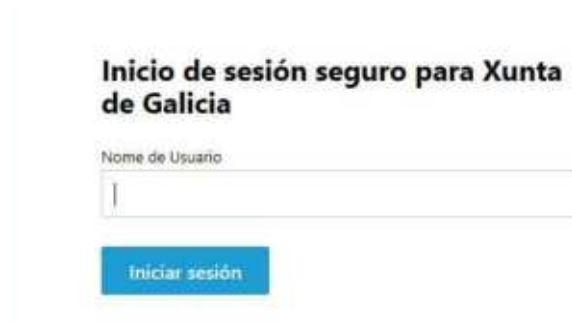 Inicio de sesión seguro para Xunta
de Galicia
Nome de Usuario
Iniciar sesión